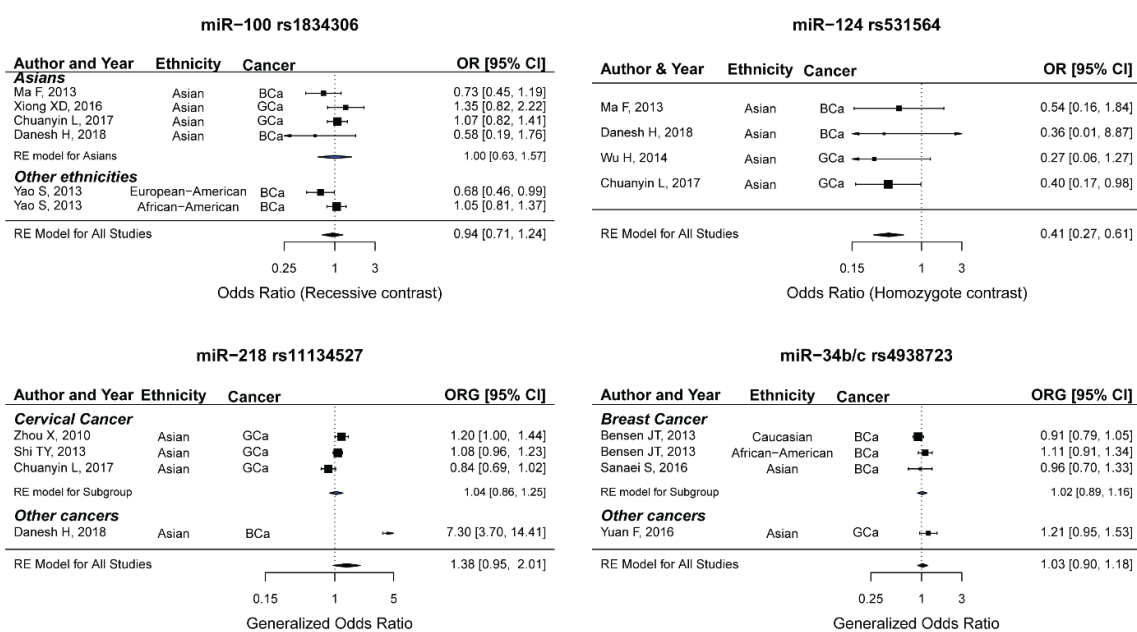 miR−100 rs1834306
Author and Year Ethnicity Cancer OR [95% CI]
Asians
Ma F, 2013 Asian BCa 0.73 [0.45, 1.19]
Xiong XD, 2016 Asian GCa 1.35 [0.82, 2.22]
Chuanyin L, 2017 Asian GCa 1.07 [0.82, 1.41]
Danesh H, 2018 Asian BCa 0.58 [0.19, 1.76]
RE model for Asians 1.00 [0.63, 1.57]
Other ethnicities
Yao S, 2013 European−American BCa 0.68 [0.46, 0.99]
Yao S, 2013 African−American BCa 1.05 [0.81, 1.37]
RE Model for All Studies 0.94 [0.71, 1.24]
0.25 1 3
Odds Ratio (Recessive contrast)
miR−124 rs531564
Author & Year Ethnicity Cancer OR [95% CI]
Ma F, 2013 Asian BCa 0.54 [0.16, 1.84]
Danesh H, 2018 Asian BCa 0.36 [0.01, 8.87]
Wu H, 2014 Asian GCa 0.27 [0.06, 1.27]
Chuanyin L, 2017 Asian GCa 0.40 [0.17, 0.98]
RE Model for All Studies 0.41 [0.27, 0.61]
0.15 1 3
Odds Ratio (Homozygote contrast)
miR−218 rs11134527
Author and Year Ethnicity Cancer ORG [95% CI]
Cervical Cancer
Zhou X, 2010 Asian GCa 1.20 [1.00, 1.44]
Shi TY, 2013 Asian GCa 1.08 [0.96, 1.23]
Chuanyin L, 2017 Asian GCa 0.84 [0.69, 1.02]
RE model for Subgroup 1.04 [0.86, 1.25]
Other cancers
Danesh H, 2018 Asian BCa 7.30 [3.70, 14.41]
RE Model for All Studies 1.38 [0.95, 2.01]
0.15 1 5
Generalized Odds Ratio
miR−34b/c rs4938723
Author and Year Ethnicity Cancer ORG [95% CI]
Breast Cancer
Bensen JT, 2013 Caucasian BCa 0.91 [0.79, 1.05]
Bensen JT, 2013 African−American BCa 1.11 [0.91, 1.34]
Sanaei S, 2016 Asian BCa 0.96 [0.70, 1.33]
RE model for Subgroup 1.02 [0.89, 1.16]
Other cancers
Yuan F, 2016 Asian GCa 1.21 [0.95, 1.53]
RE Model for All Studies 1.03 [0.90, 1.18]
0.25 1 3
Generalized Odds Ratio